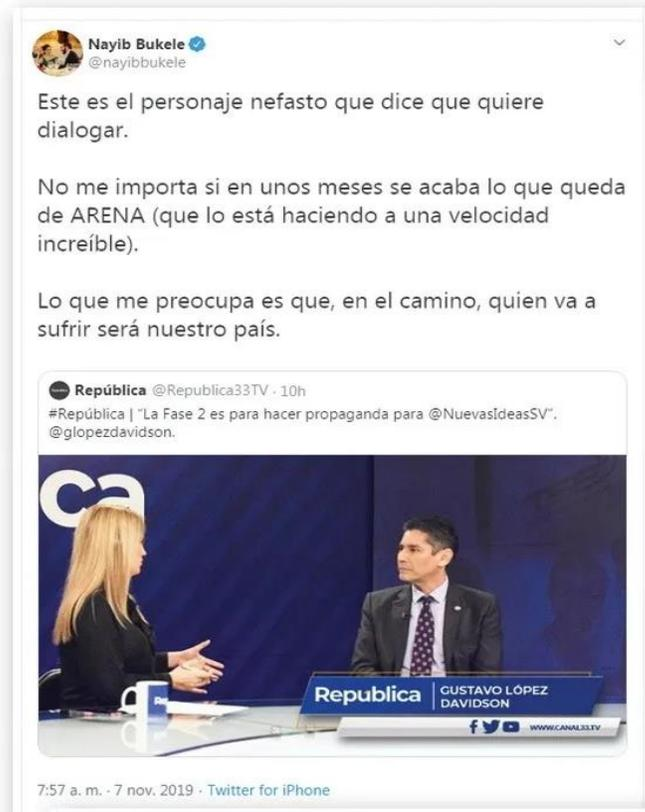 Nayib Bukele
@nayibbukele
Este es el personaje nefasto que dice que quiere
dialogar.
No me importa si en unos meses se acaba lo que queda
de ARENA (que lo está haciendo a una velocidad
increíble).
Lo que me preocupa es que, en el camino, quien va a
sufrir será nuestro país.
República @Republica33TV · 10h
#República | "La Fase 2 es para hacer propaganda para @NuevasIdeasSV".
@glopezdavidson.
ca
Re
Republica
GUSTAVO LÓPEZ
DAVIDSON
WWW.CANAL33.TV
7:57 a. m. · 7 nov. 2019 · Twitter for iPhone